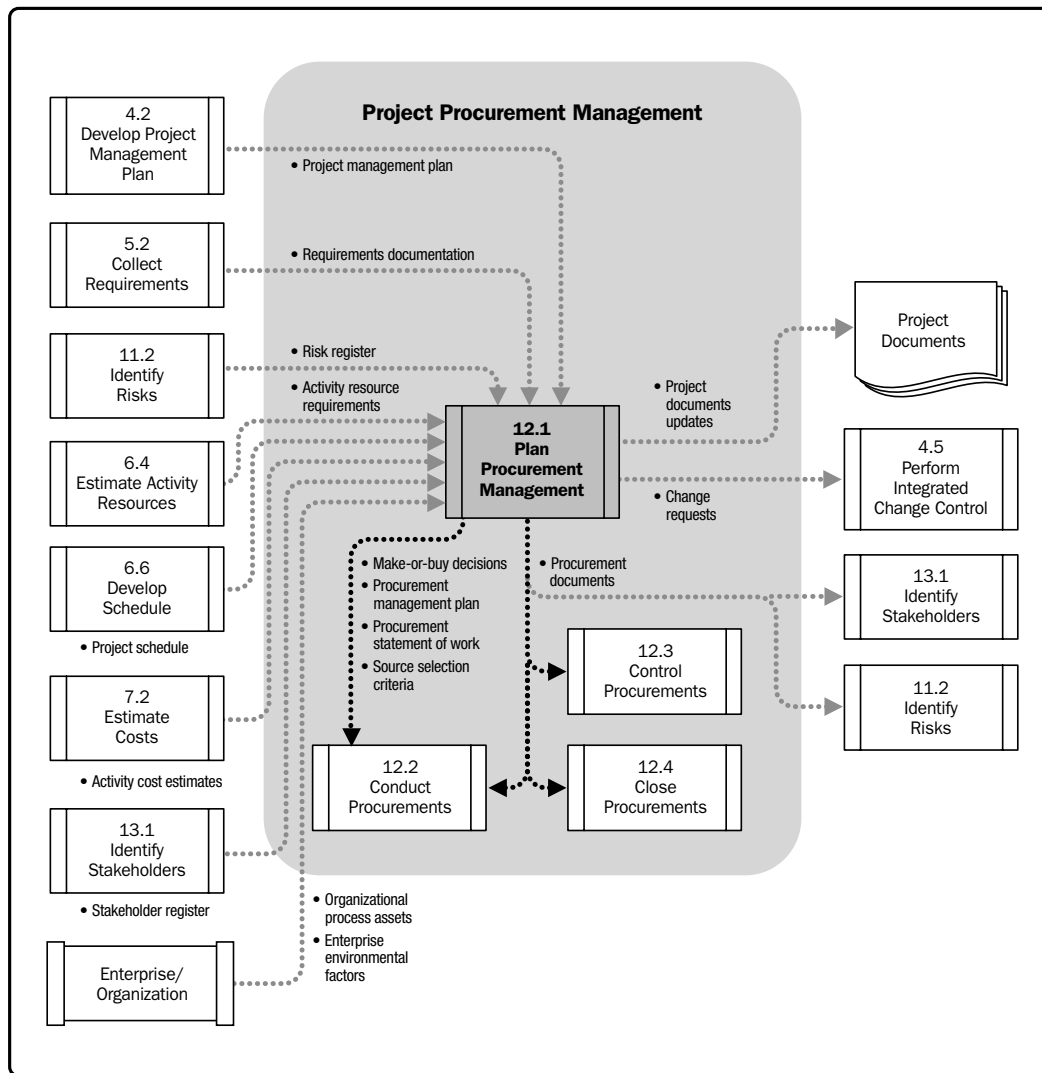 Project Procurement Management
4.2
Develop Project
Management
Plan
• Project management plan
5.2
Collect
Requirements
• Requirements documentation
11.2
Identify
Risks
• Risk register
• Activity resource
requirements
6.4
Estimate Activity
Resources
6.6
Develop
Schedule
• Project schedule
7.2
Estimate
Costs
• Activity cost estimates
13.1
Identify
Stakeholders
• Stakeholder register
Enterprise/
Organization
• Organizational
process assets
• Enterprise
environmental
factors
12.1
Plan
Procurement
Management
• Make-or-buy decisions
• Procurement
management plan
• Procurement
statement of work
• Source selection
criteria
• Procurement
documents
12.2
Conduct
Procurements
12.3
Control
Procurements
12.4
Close
Procurements
• Project
documents
updates
• Change
requests
Project
Documents
4.5
Perform
Integrated
Change Control
13.1
Identify
Stakeholders
11.2
Identify
Risks